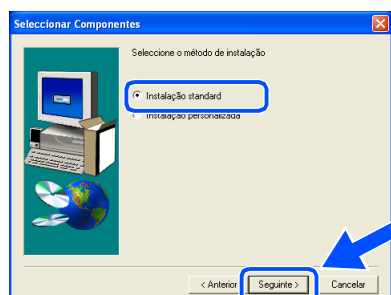 Seleccionar Componentes
Seleccione o método de instalação
Instalação standard
Instalação personalizada
< Anterior
Seguinte >
Cancelar